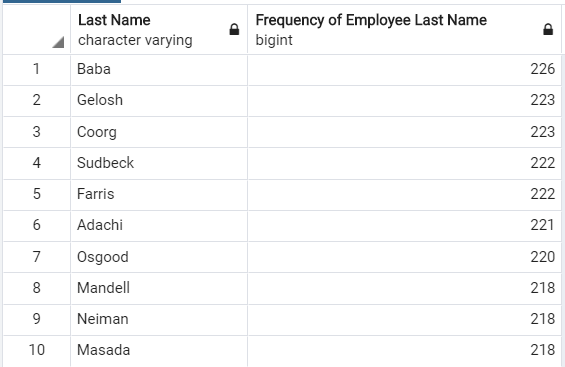 Last Name Frequency of Employee Last Name
character varying bigint
1 Baba 226
2 Gelosh 223
3 Coorg 223
4 Sudbeck 222
5 Farris 222
6 Adachi 221
7 Osgood 220
8 Mandell 218
9 Neiman 218
10 Masada 218